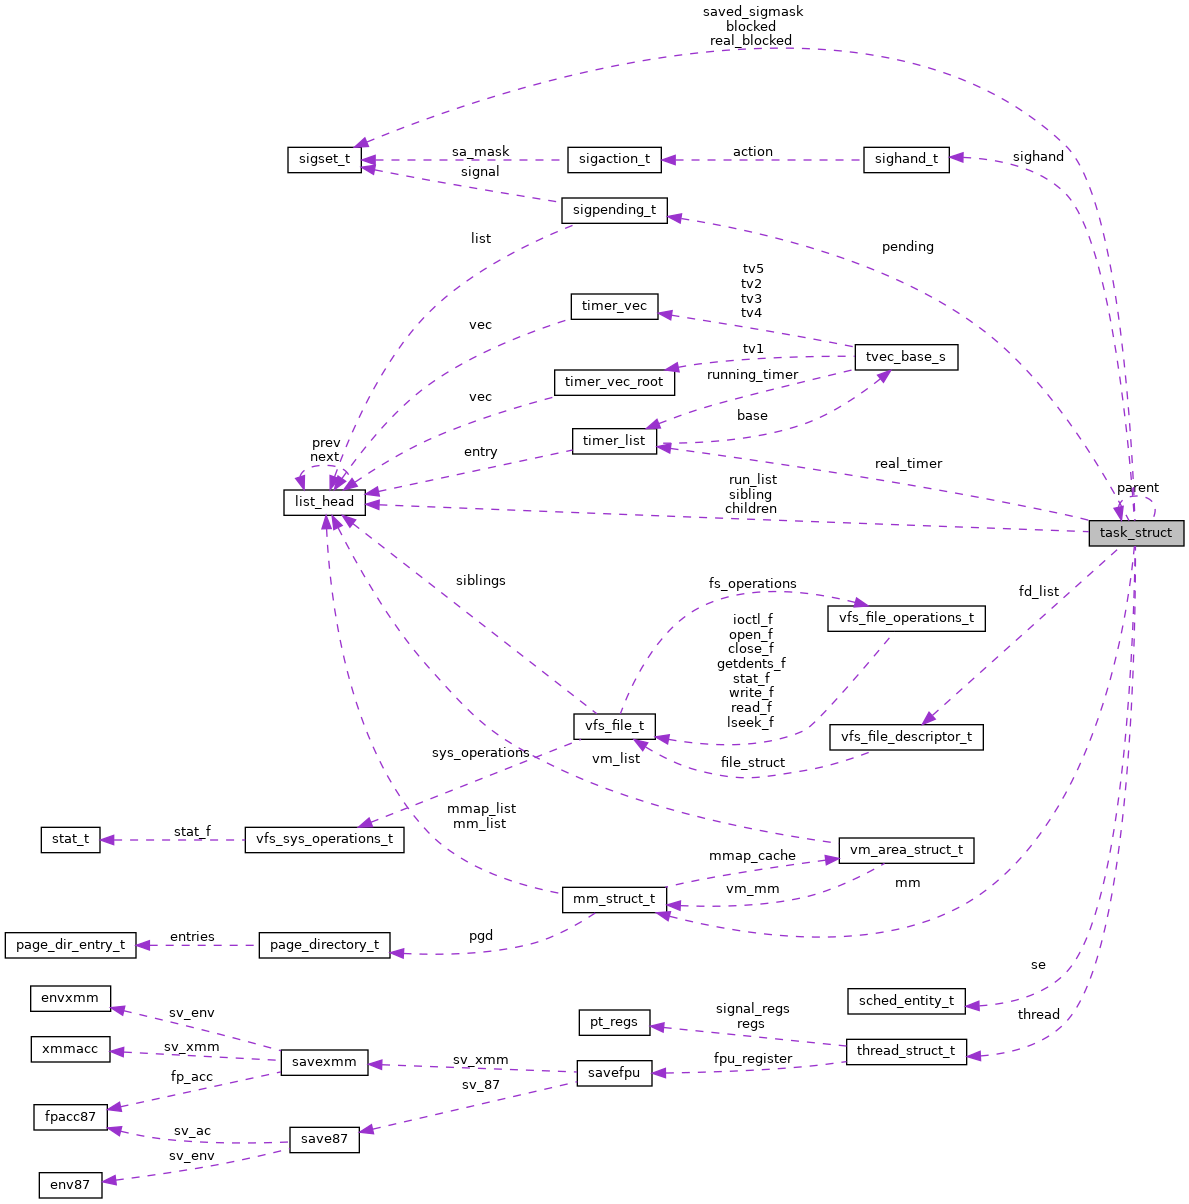 saved_sigmask
blocked
real_blocked
sigset_t
sa_mask
sigaction_t
action
sighand_t
sighand
signal
sigpending_t
list
pending
tv5
tv2
tv3
tv4
timer_vec
vec
tv1
tvec_base_s
timer_vec_root
running_timer
vec
base
timer_list
prev
next
entry
real_timer
list_head
run_list
sibling
children
parent
task_struct
siblings
fs_operations
vfs_file_operations_t
fd_list
ioctl_f
open_f
close_f
getdents_f
stat_f
write_f
read_f
lseek_f
vfs_file_t
vfs_file_descriptor_t
sys_operations
vm_list
file_struct
mmap_list
mm_list
stat_t
stat_f
vfs_sys_operations_t
mmap_cache
vm_area_struct_t
vm_mm
mm
mm_struct_t
page_dir_entry_t
entries
page_directory_t
pgd
se
envxmm
sv_env
sched_entity_t
signal_regs
regs
thread
pt_regs
xmmacc
sv_xmm
savexmm
sv_xmm
savefpu
fpu_register
thread_struct_t
fp_acc
sv_87
fpacc87
sv_ac
save87
sv_env
env87